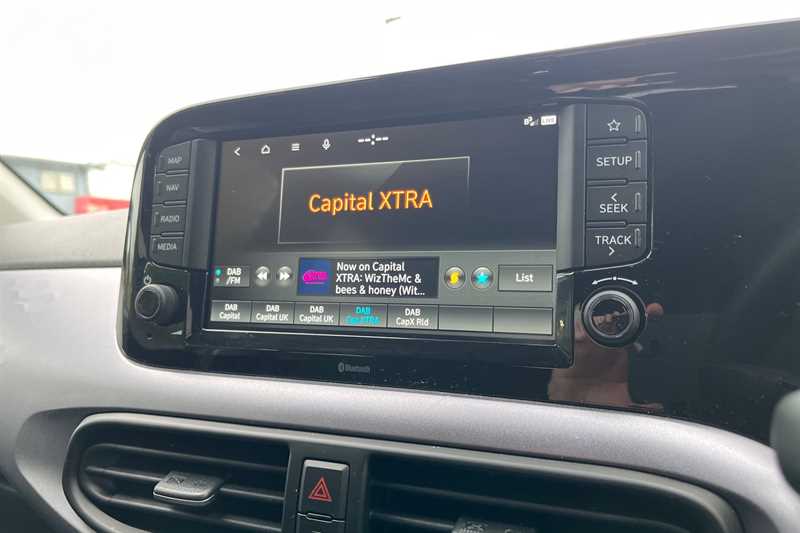 MAP
NAV
RADIO
MEDIA
--:--
LIVE
Capital XTRA
DAB
/FM
Now on Capital
XTRA: WizTheMc &
bees & honey (Wit...
List
DAB
Capital
DAB
Capital UK
DAB
Capital UK
DAB
Cap XTRA
DAB
CapX Rld
SETUP
SEEK
TRACK
Bluetooth